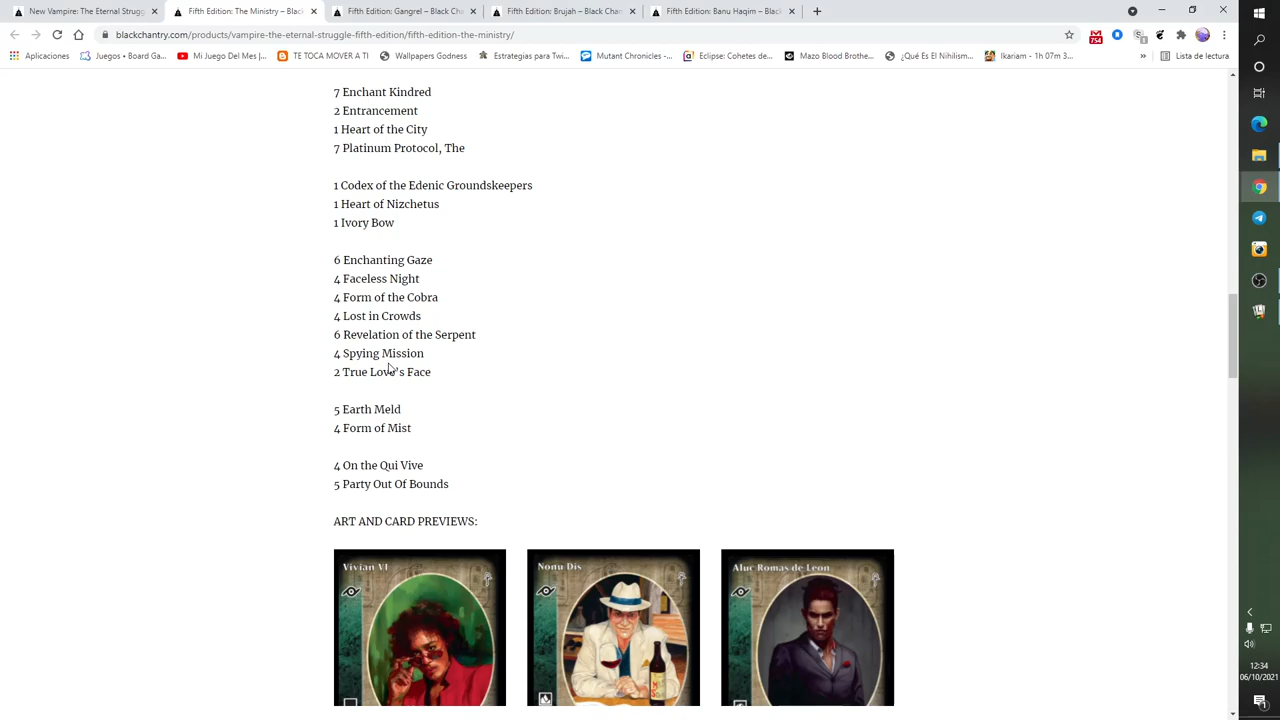 New Vampire: The Eternal Strugg
Fifth Edition: The Ministry – Black
Fifth Edition: Gangrel – Black Cha
Fifth Edition: Brujah – Black Chan
Fifth Edition: Banu Haqim – Black
blackchantry.com/products/vampire-the-eternal-struggle-fifth-edition/fifth-edition-the-ministry/
754
Aplicaciones
Juegos • Board Ga...
Mi Juego Del Mes |...
TE TOCA MOVER A TI
Wallpapers Godness
Estrategias para Twi...
Mutant Chronicles –...
Eclipse: Cohetes de...
Mazo Blood Brothe...
¿Qué Es El Nihilism...
Ikariam - 1h 07m 3...
»
Lista de lectura
7 Enchant Kindred
2 Entrancement
1 Heart of the City
7 Platinum Protocol, The
1 Codex of the Edenic Groundskeepers
1 Heart of Nizchetus
1 Ivory Bow
6 Enchanting Gaze
4 Faceless Night
4 Form of the Cobra
4 Lost in Crowds
6 Revelation of the Serpent
4 Spying Mission
2 True Love's Face
5 Earth Meld
4 Form of Mist
4 On the Qui Vive
5 Party Out Of Bounds
ART AND CARD PREVIEWS:
Vivian VI
Nonu Dis
Aluc Romas de Leon
12:34
06/10/2021